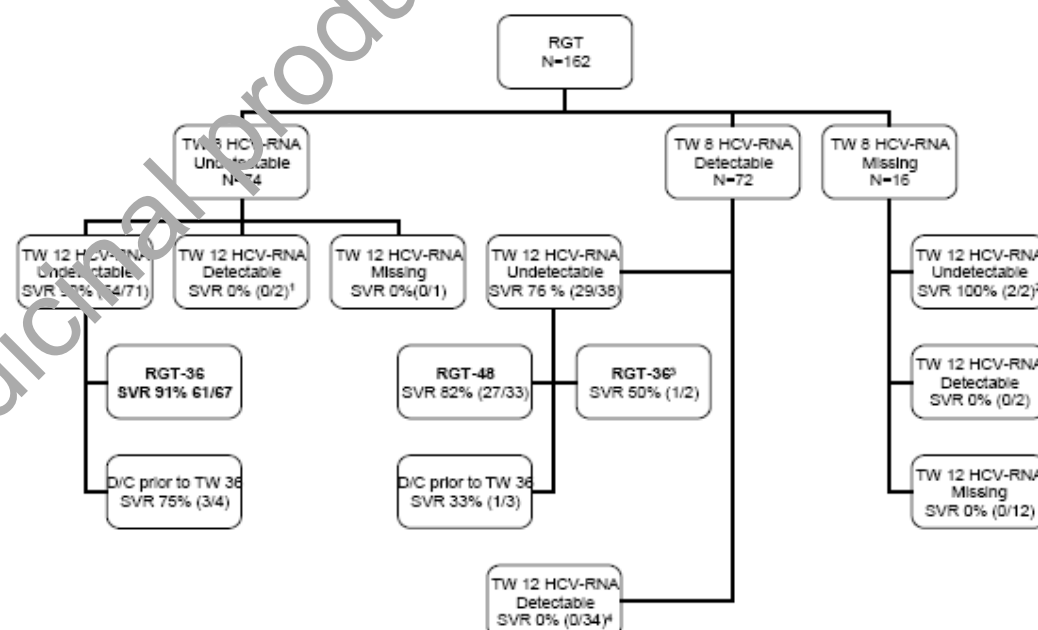 RGT
N=162
TW 8 HCV-RNA
Undetectable
N=74
TW 8 HCV-RNA
Detectable
N=72
TW 8 HCV-RNA
Missing
N=16
TW 12 HCV-RNA
Undetectable
SVR (64/71)
TW 12 HCV-RNA
Detectable
SVR 0% (0/2)¹
TW 12 HCV-RNA
Missing
SVR 0%(0/1)
TW 12 HCV-RNA
Undetectable
SVR 76 % (29/38)
TW 12 HCV-RNA
Undetectable
SVR 100% (2/2)²
RGT-36
SVR 91% 61/67
RGT-48
SVR 82% (27/33)
RGT-36³
SVR 50% (1/2)
TW 12 HCV-RNA
Detectable
SVR 0% (0/2)
D/C prior to TW 36
SVR 75% (3/4)
D/C prior to TW 36
SVR 33% (1/3)
TW 12 HCV-RNA
Missing
SVR 0% (0/12)
TW 12 HCV-RNA
Detectable
SVR 0% (0/34)⁴